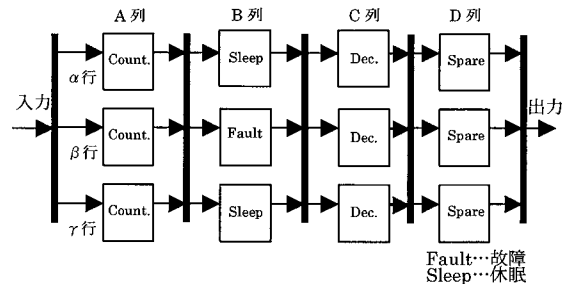 A列 B列 C列 D列
α行 Count. Sleep Dec. Spare
入力 出力
β行 Count. Fault Dec. Spare
γ行 Count. Sleep Dec. Spare
Fault…故障
Sleep…休眠